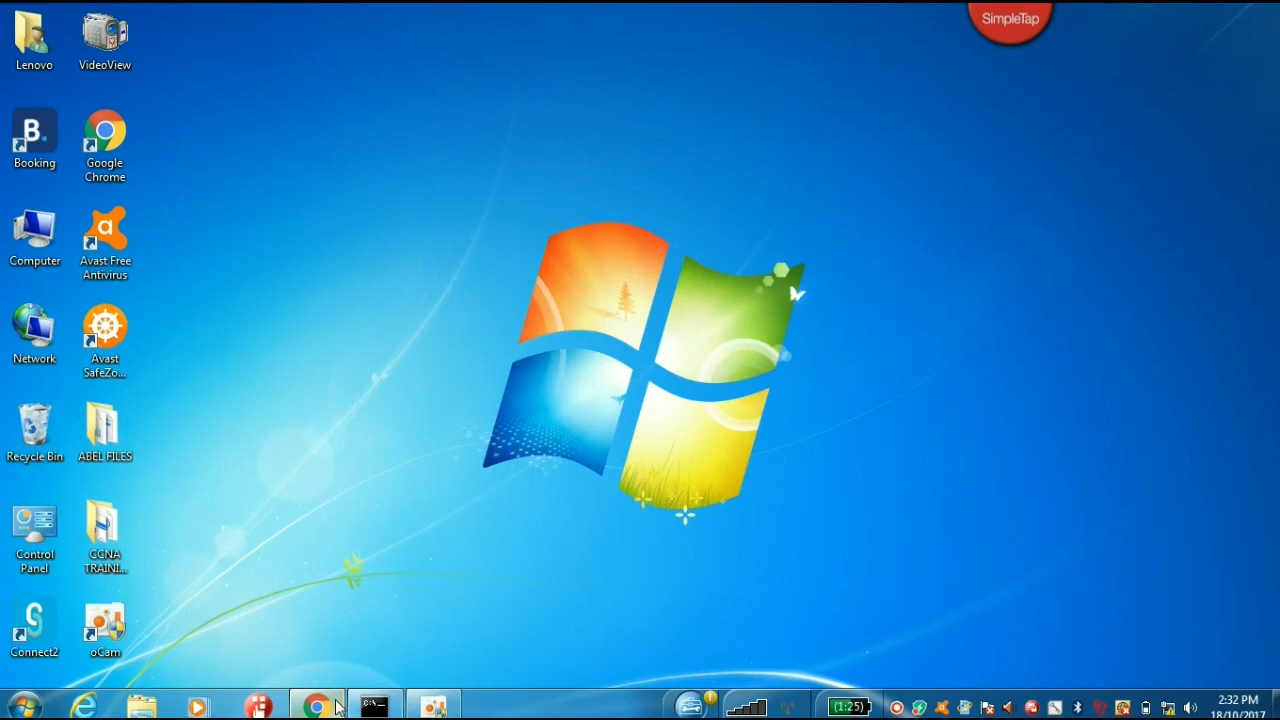 SimpleTap
Lenovo
VideoView
B.
Booking
Google
Chrome
Computer
a
Avast Free
Antivirus
Network
Avast
SafeZo...
Recycle Bin
ABEL FILES
Control
Panel
CCNA
TRAINI...
S
Connect2
oCam
C:\_
(1:25)
2:32 PM
18/10/2017